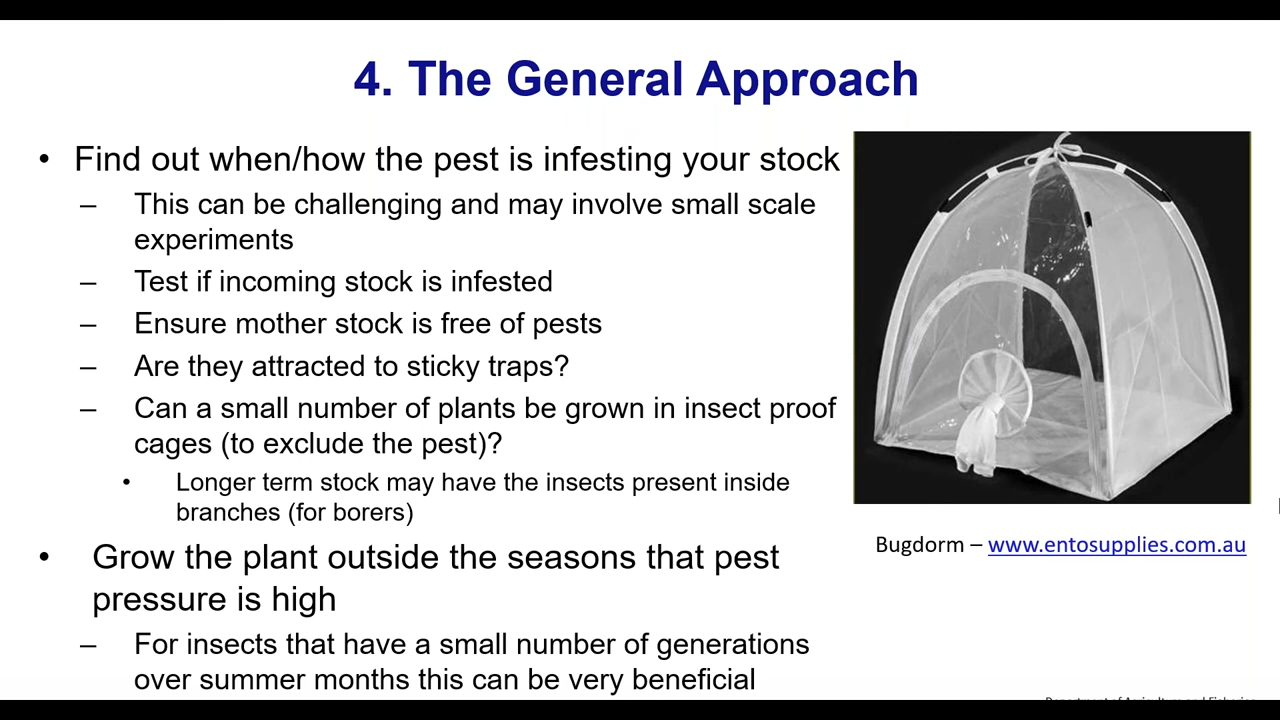 4. The General Approach
• Find out when/how the pest is infesting your stock
– This can be challenging and may involve small scale
experiments
– Test if incoming stock is infested
– Ensure mother stock is free of pests
– Are they attracted to sticky traps?
– Can a small number of plants be grown in insect proof
cages (to exclude the pest)?
• Longer term stock may have the insects present inside
branches (for borers)
• Grow the plant outside the seasons that pest
pressure is high
– For insects that have a small number of generations
over summer months this can be very beneficial
Bugdorm – www.entosupplies.com.au